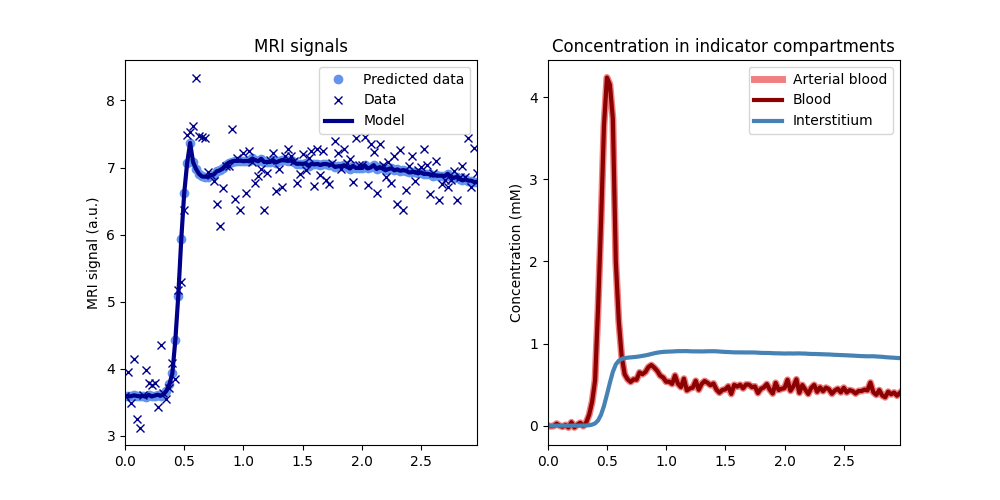 MRI signals
Predicted data
Data
Model
MRI signal (a.u.)
8
7
6
5
4
3
0.0 0.5 1.0 1.5 2.0 2.5
Concentration in indicator compartments
Arterial blood
Blood
Interstitium
Concentration (mM)
4
3
2
1
0
0.0 0.5 1.0 1.5 2.0 2.5